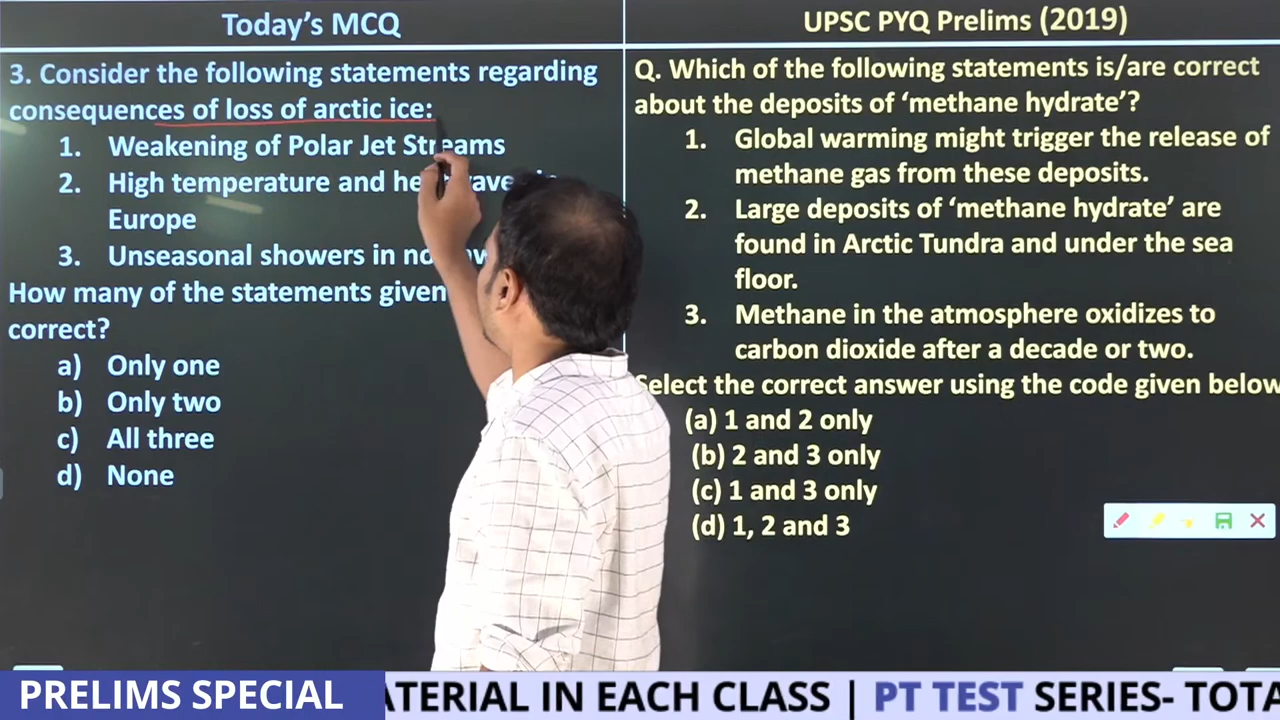 Today's MCQ
3. Consider the following statements regarding
consequences of loss of arctic ice:
1. Weakening of Polar Jet Streams
2. High temperature and he
Europe
3. Unseasonal showers in no
How many of the statements given
correct?
a) Only one
b) Only two
c) All three
d) None
UPSC PYQ Prelims (2019)
Q. Which of the following statements is/are correct
about the deposits of ‘methane hydrate’?
1. Global warming might trigger the release of
methane gas from these deposits.
2. Large deposits of ‘methane hydrate’ are
found in Arctic Tundra and under the sea
floor.
3. Methane in the atmosphere oxidizes to
carbon dioxide after a decade or two.
Select the correct answer using the code given below
(a) 1 and 2 only
(b) 2 and 3 only
(c) 1 and 3 only
(d) 1, 2 and 3
PRELIMS SPECIAL
ATERIAL IN EACH CLASS | PT TEST SERIES- TOTA